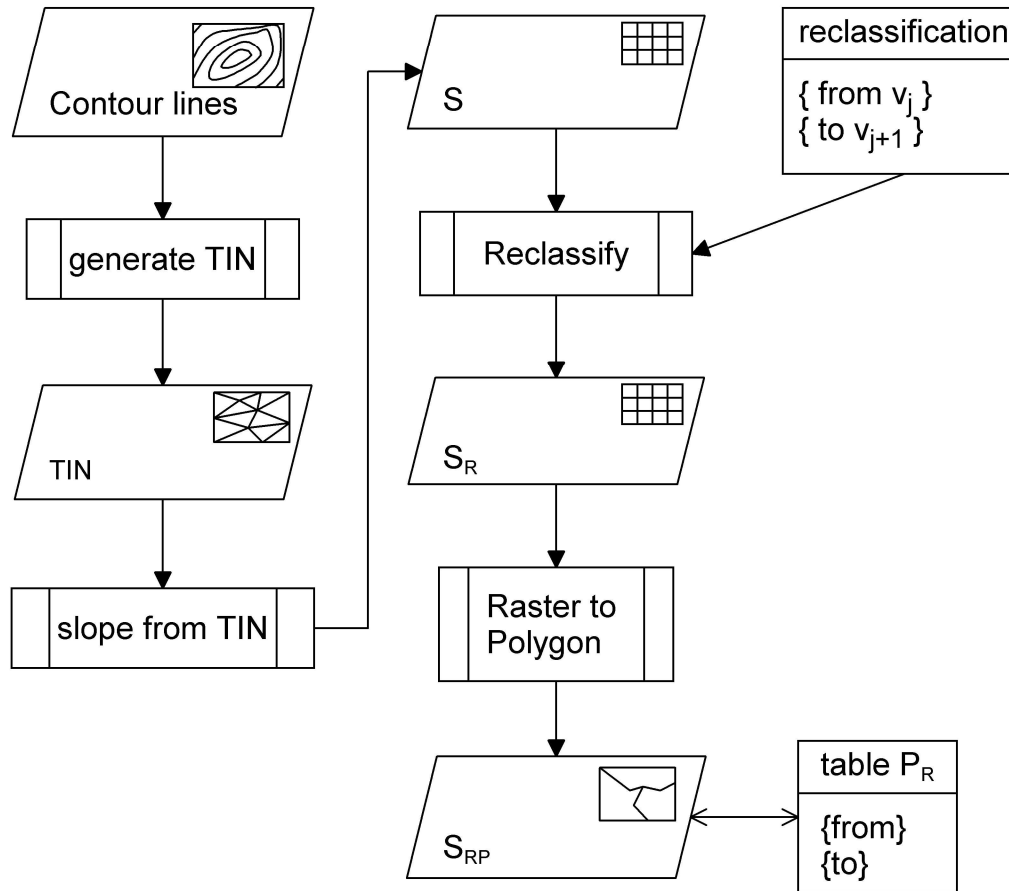 Contour lines
generate TIN
TIN
slope from TIN
S
reclassification
{ from vj }
{ to vj+1 }
Reclassify
SR
Raster to
Polygon
SRP
table PR
{from}
{to}